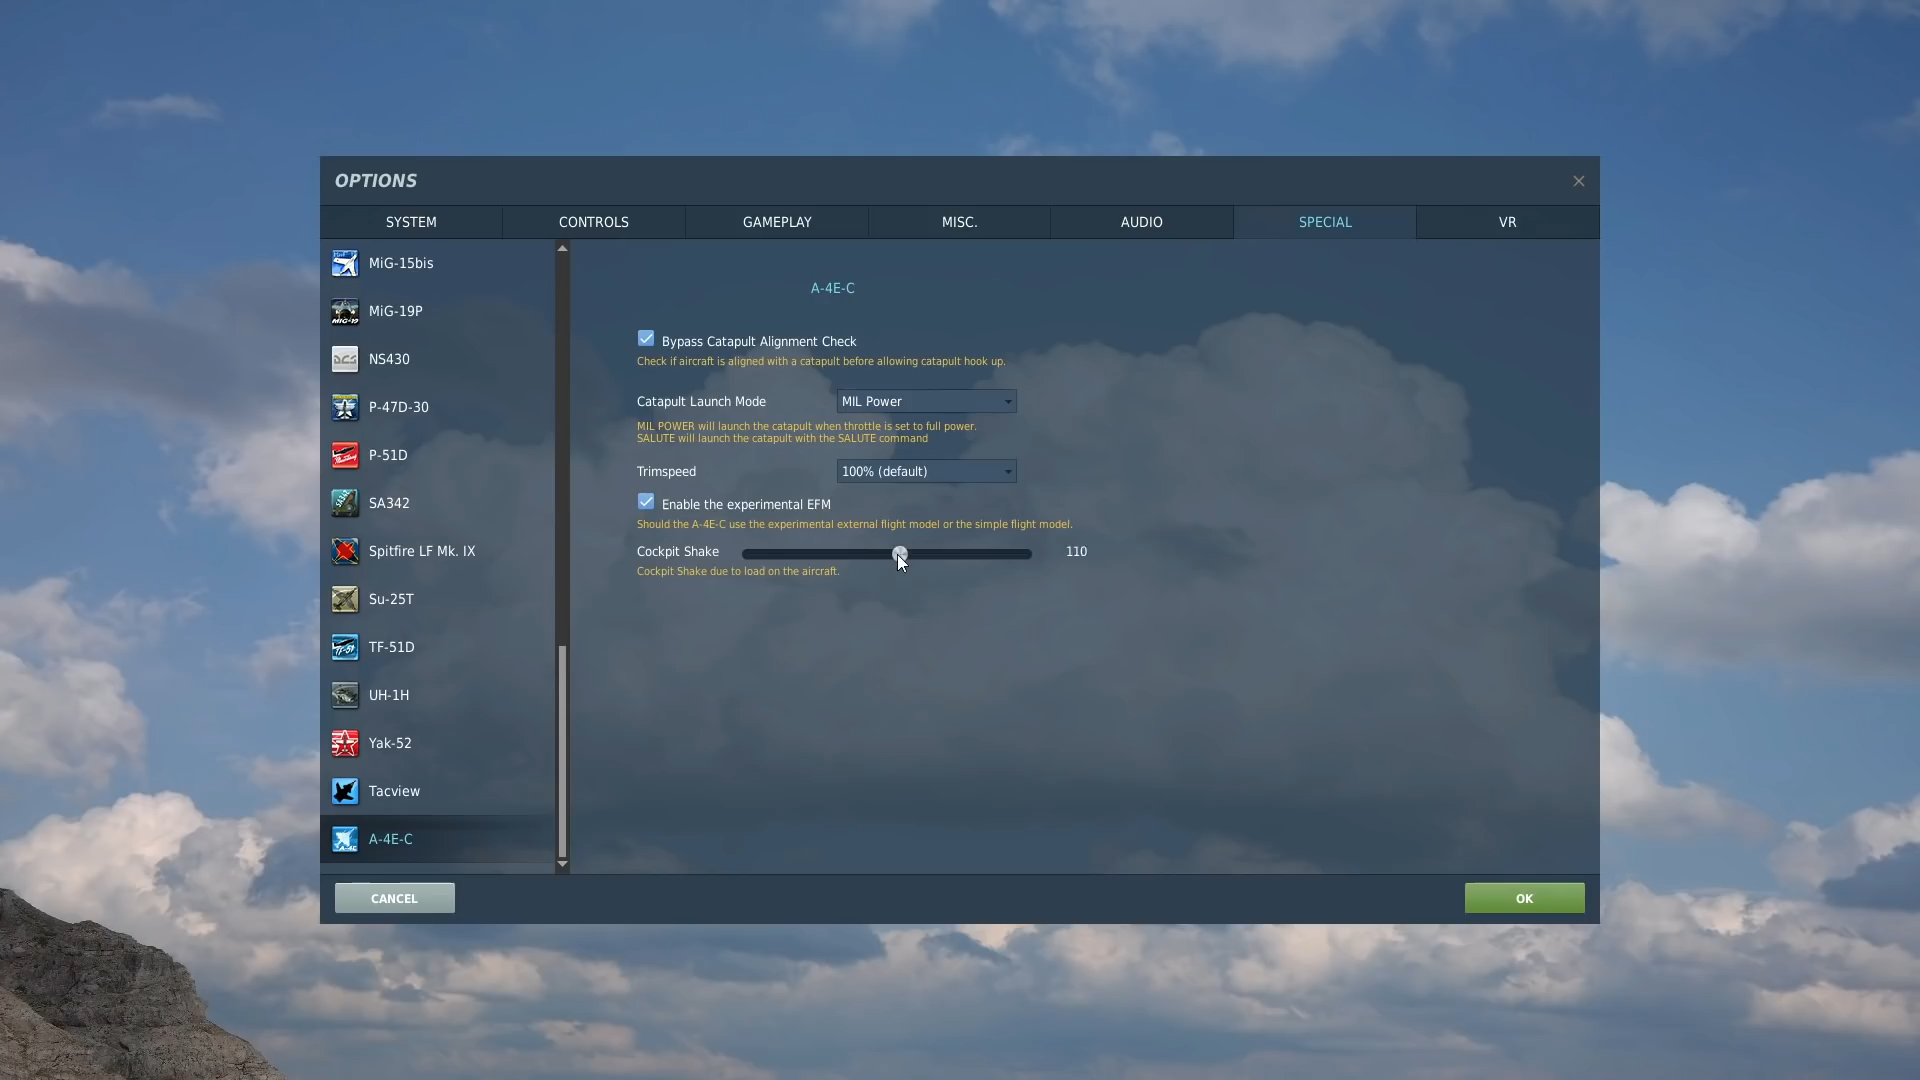 OPTIONS
SYSTEM
CONTROLS
GAMEPLAY
MISC.
AUDIO
SPECIAL
VR
MiG-15bis
MiG-19P
NS430
P-47D-30
P-51D
SA342
Spitfire LF Mk. IX
Su-25T
TF-51D
UH-1H
Yak-52
Tacview
A-4E-C
A-4E-C
Bypass Catapult Alignment Check
Check if aircraft is aligned with a catapult before allowing catapult hook up.
Catapult Launch Mode
MIL Power
MIL POWER will launch the catapult when throttle is set to full power.
SALUTE will launch the catapult with the SALUTE command
Trimspeed
100% (default)
Enable the experimental EFM
Should the A-4E-C use the experimental external flight model or the simple flight model.
Cockpit Shake
110
Cockpit Shake due to load on the aircraft.
CANCEL
OK